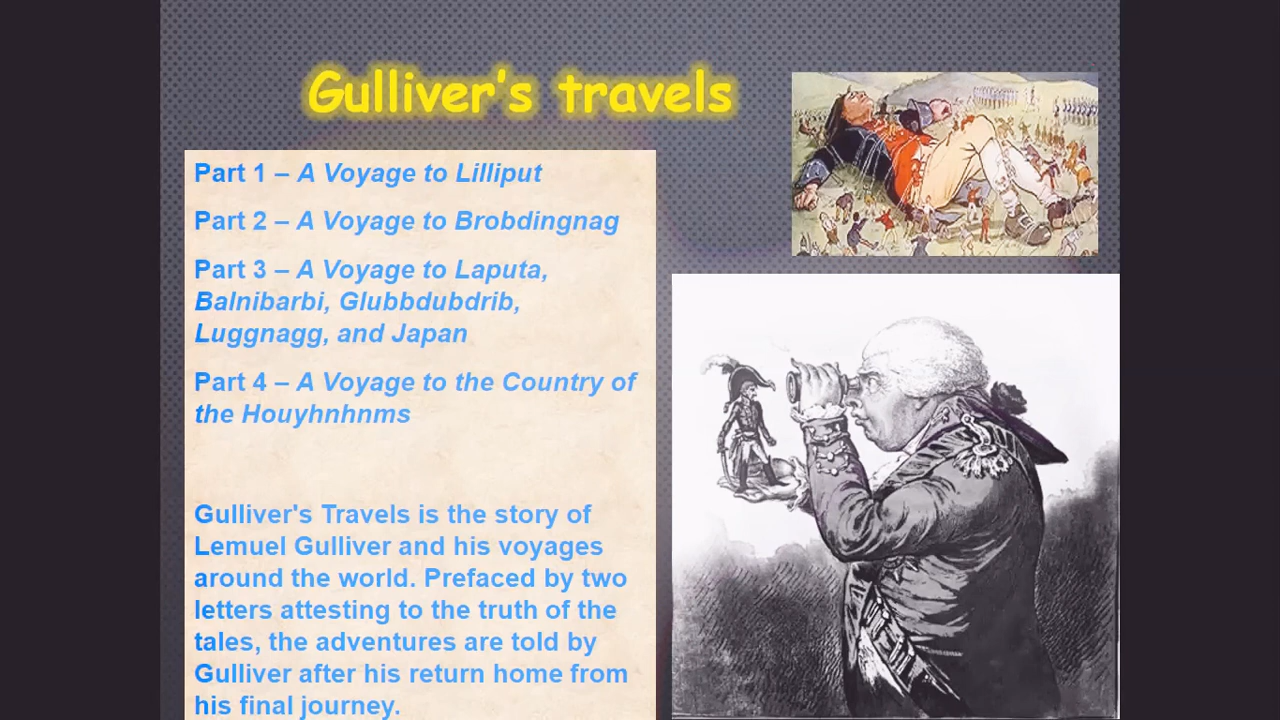 Gulliver's travels
Part 1 – A Voyage to Lilliput
Part 2 – A Voyage to Brobdingnag
Part 3 – A Voyage to Laputa,
Balnibarbi, Glubbdubdrib,
Luggnagg, and Japan
Part 4 – A Voyage to the Country of
the Houyhnhnms
Gulliver's Travels is the story of
Lemuel Gulliver and his voyages
around the world. Prefaced by two
letters attesting to the truth of the
tales, the adventures are told by
Gulliver after his return home from
his final journey.